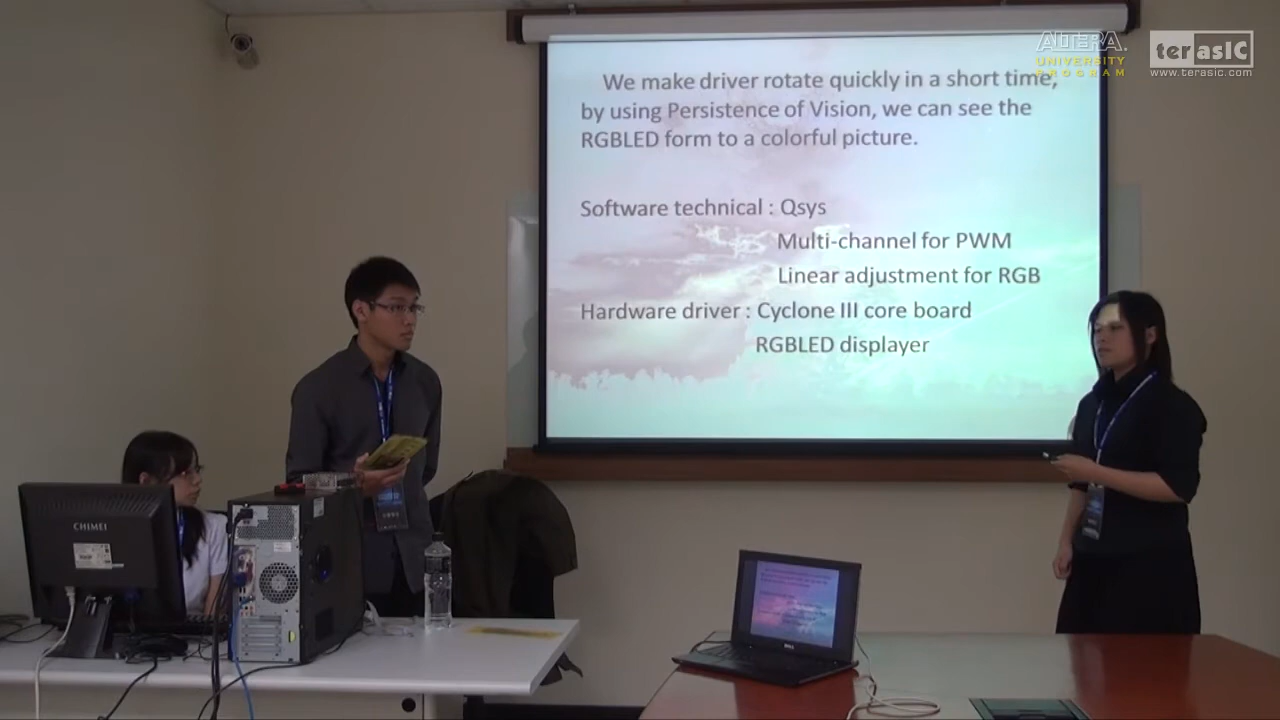 We make driver rotate quickly in a short time,
by using Persistence of Vision, we can see the
RGBLED form to a colorful picture.
Software technical : Qsys
Multi-channel for PWM
Linear adjustment for RGB
Hardware driver : Cyclone III core board
RGBLED displayer
ALTERA.
UNIVERSITY
PROGRAM
terasIC
www.terasic.com
CHIMEI
DELL